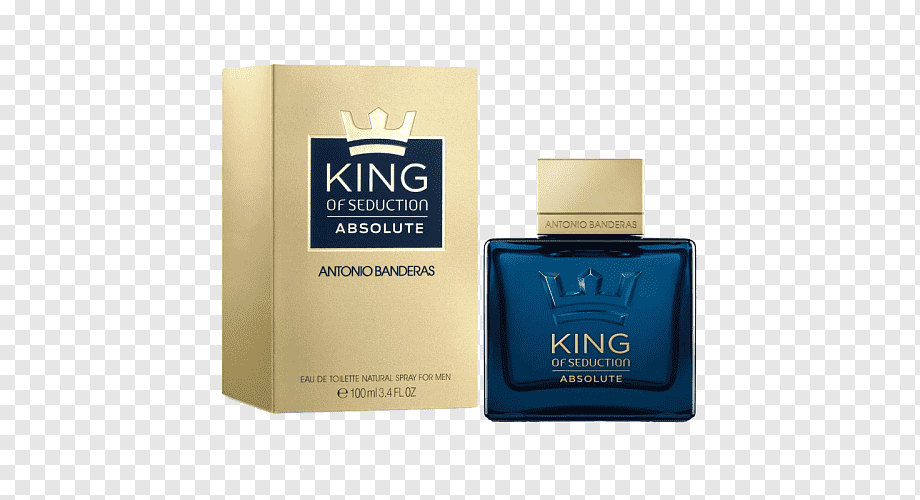 KING
OF SEDUCTION
ABSOLUTE
ANTONIO BANDERAS
EAU DE TOILETTE NATURAL SPRAY FOR MEN
℮ 100 ml 3.4 FL OZ
ANTONIO BANDERAS
KING
OF SEDUCTION
ABSOLUTE